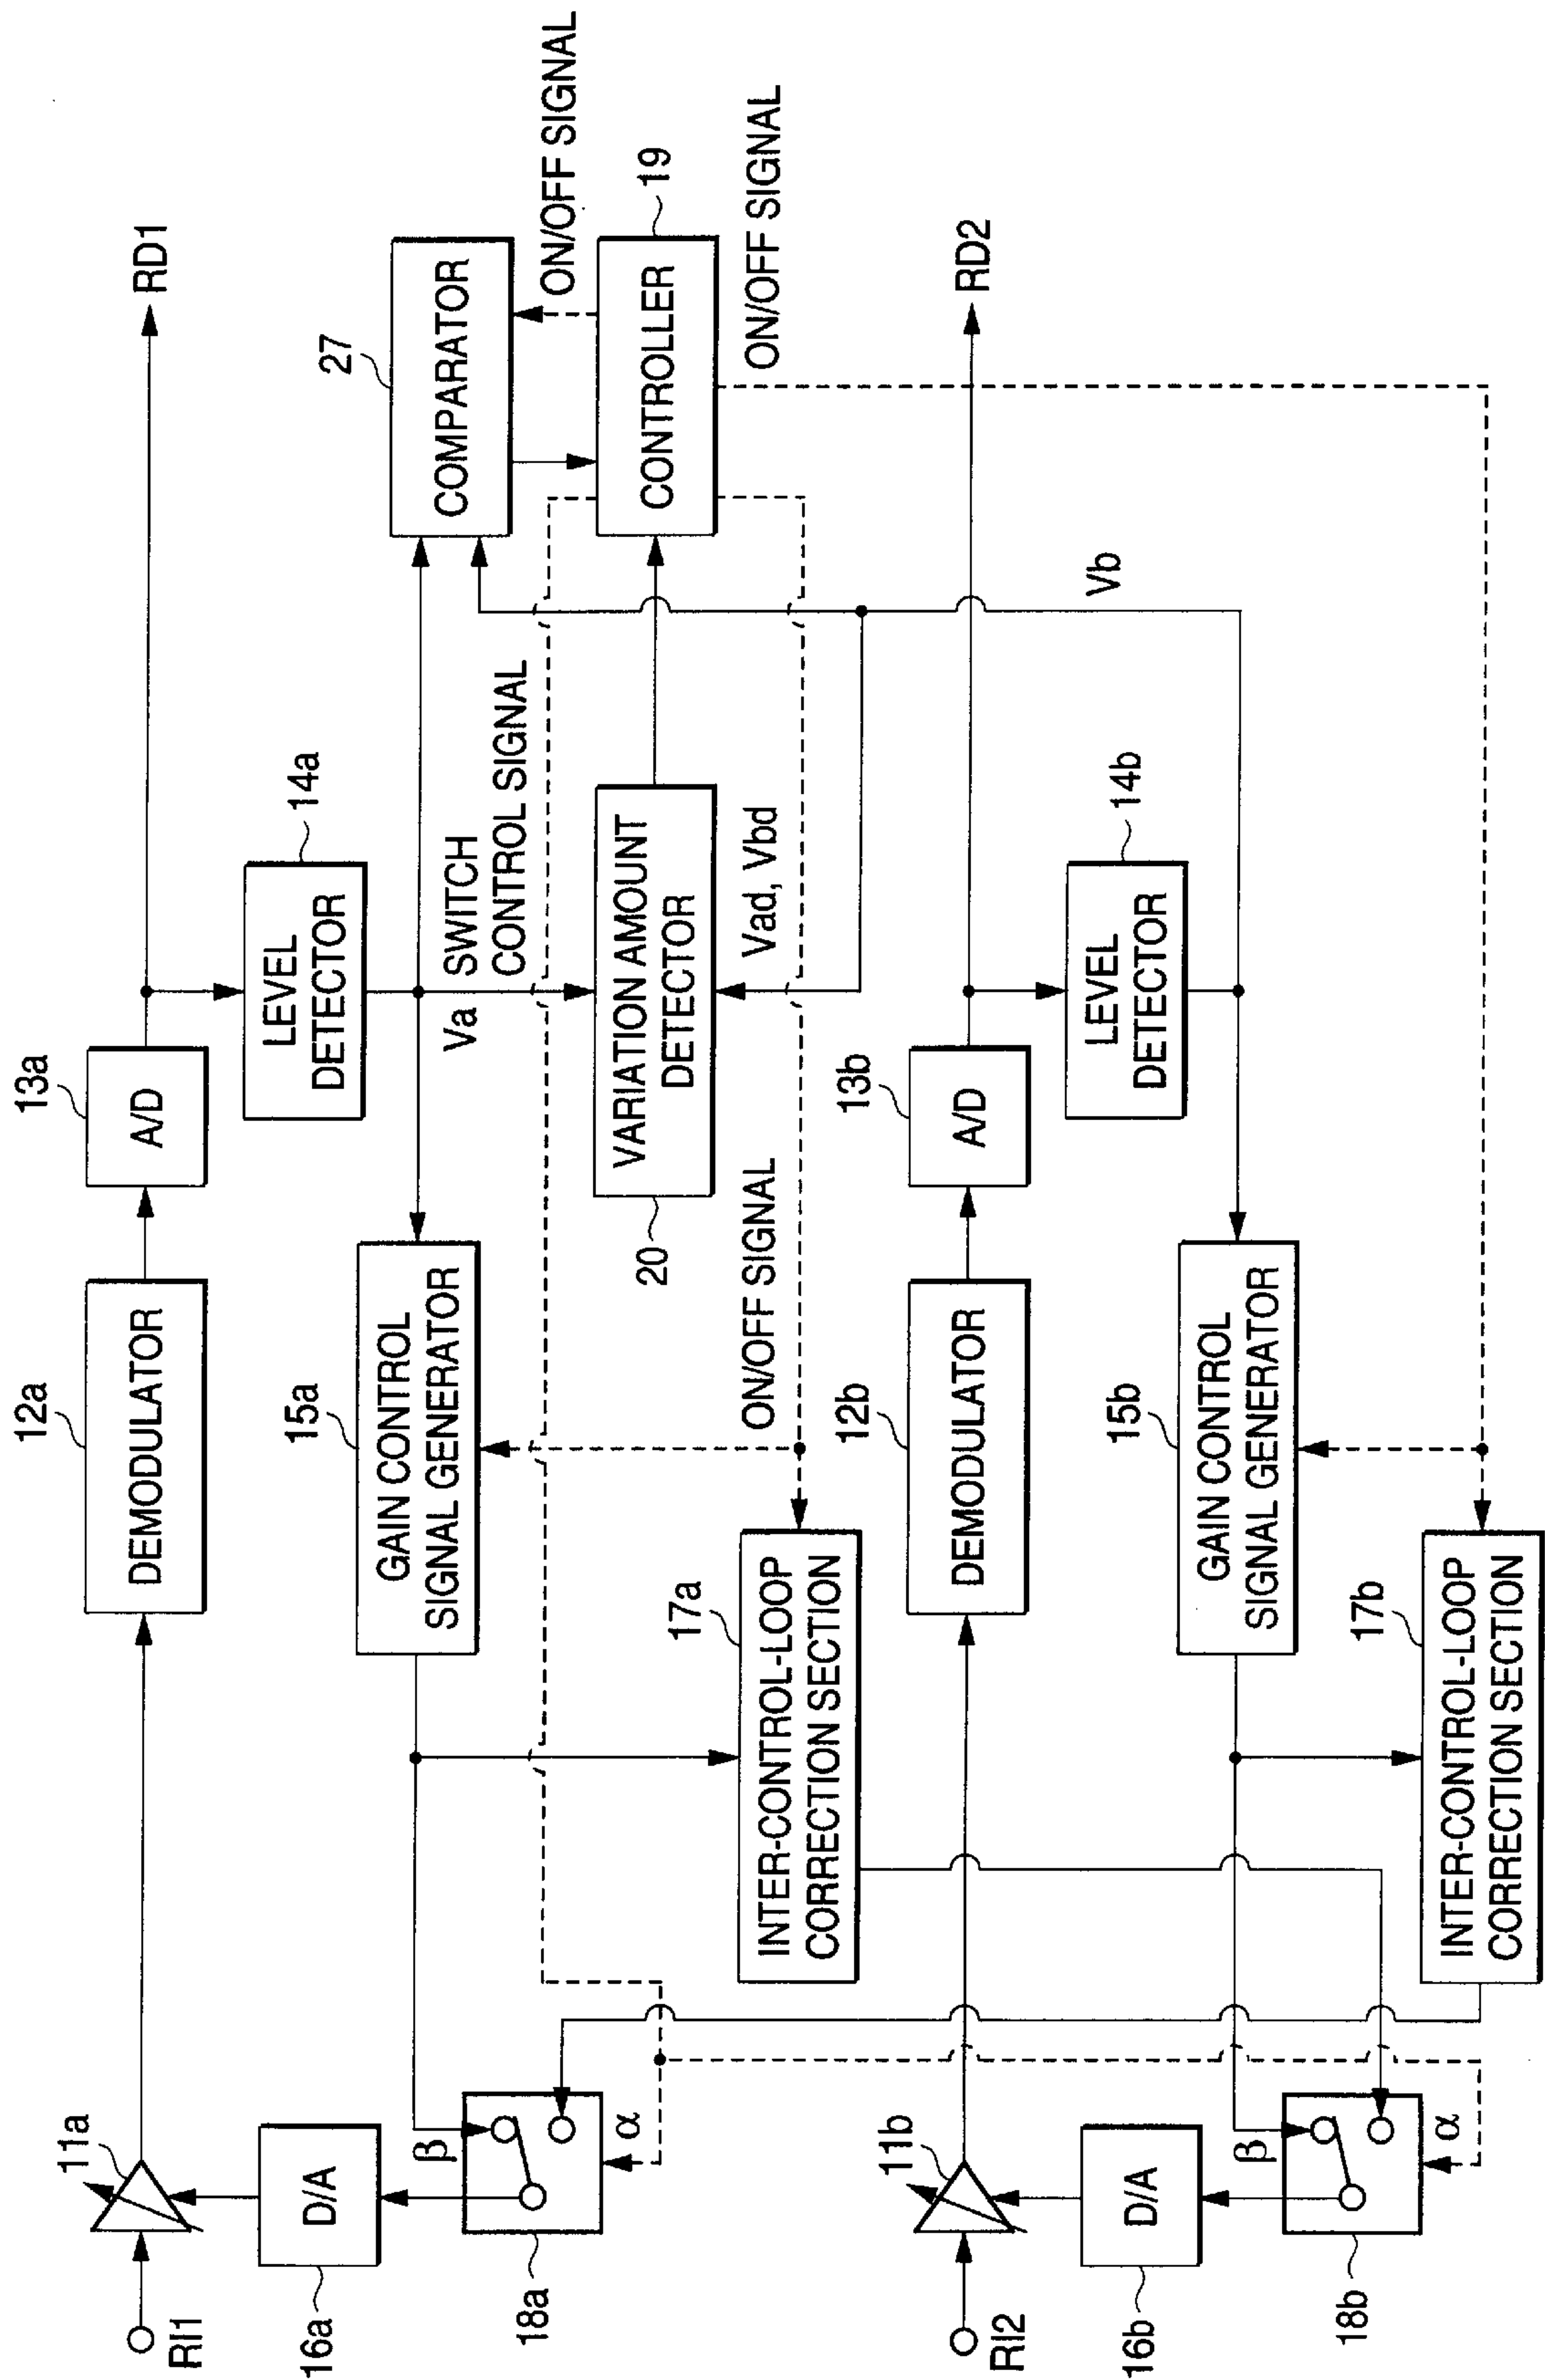 RI1
11a
12a
DEMODULATOR
13a
A/D
RD1
16a
D/A
14a
LEVEL
DETECTOR
27
COMPARATOR
ON/OFF SIGNAL
15a
GAIN CONTROL
SIGNAL GENERATOR
Va
SWITCH
CONTROL SIGNAL
18a
β
α
20
VARIATION AMOUNT
DETECTOR
19
CONTROLLER
ON/OFF SIGNAL
17a
INTER-CONTROL-LOOP
CORRECTION SECTION
ON/OFF SIGNAL
Vad, Vbd
RI2
11b
12b
DEMODULATOR
13b
A/D
RD2
16b
D/A
14b
LEVEL
DETECTOR
Vb
15b
GAIN CONTROL
SIGNAL GENERATOR
18b
β
α
17b
INTER-CONTROL-LOOP
CORRECTION SECTION